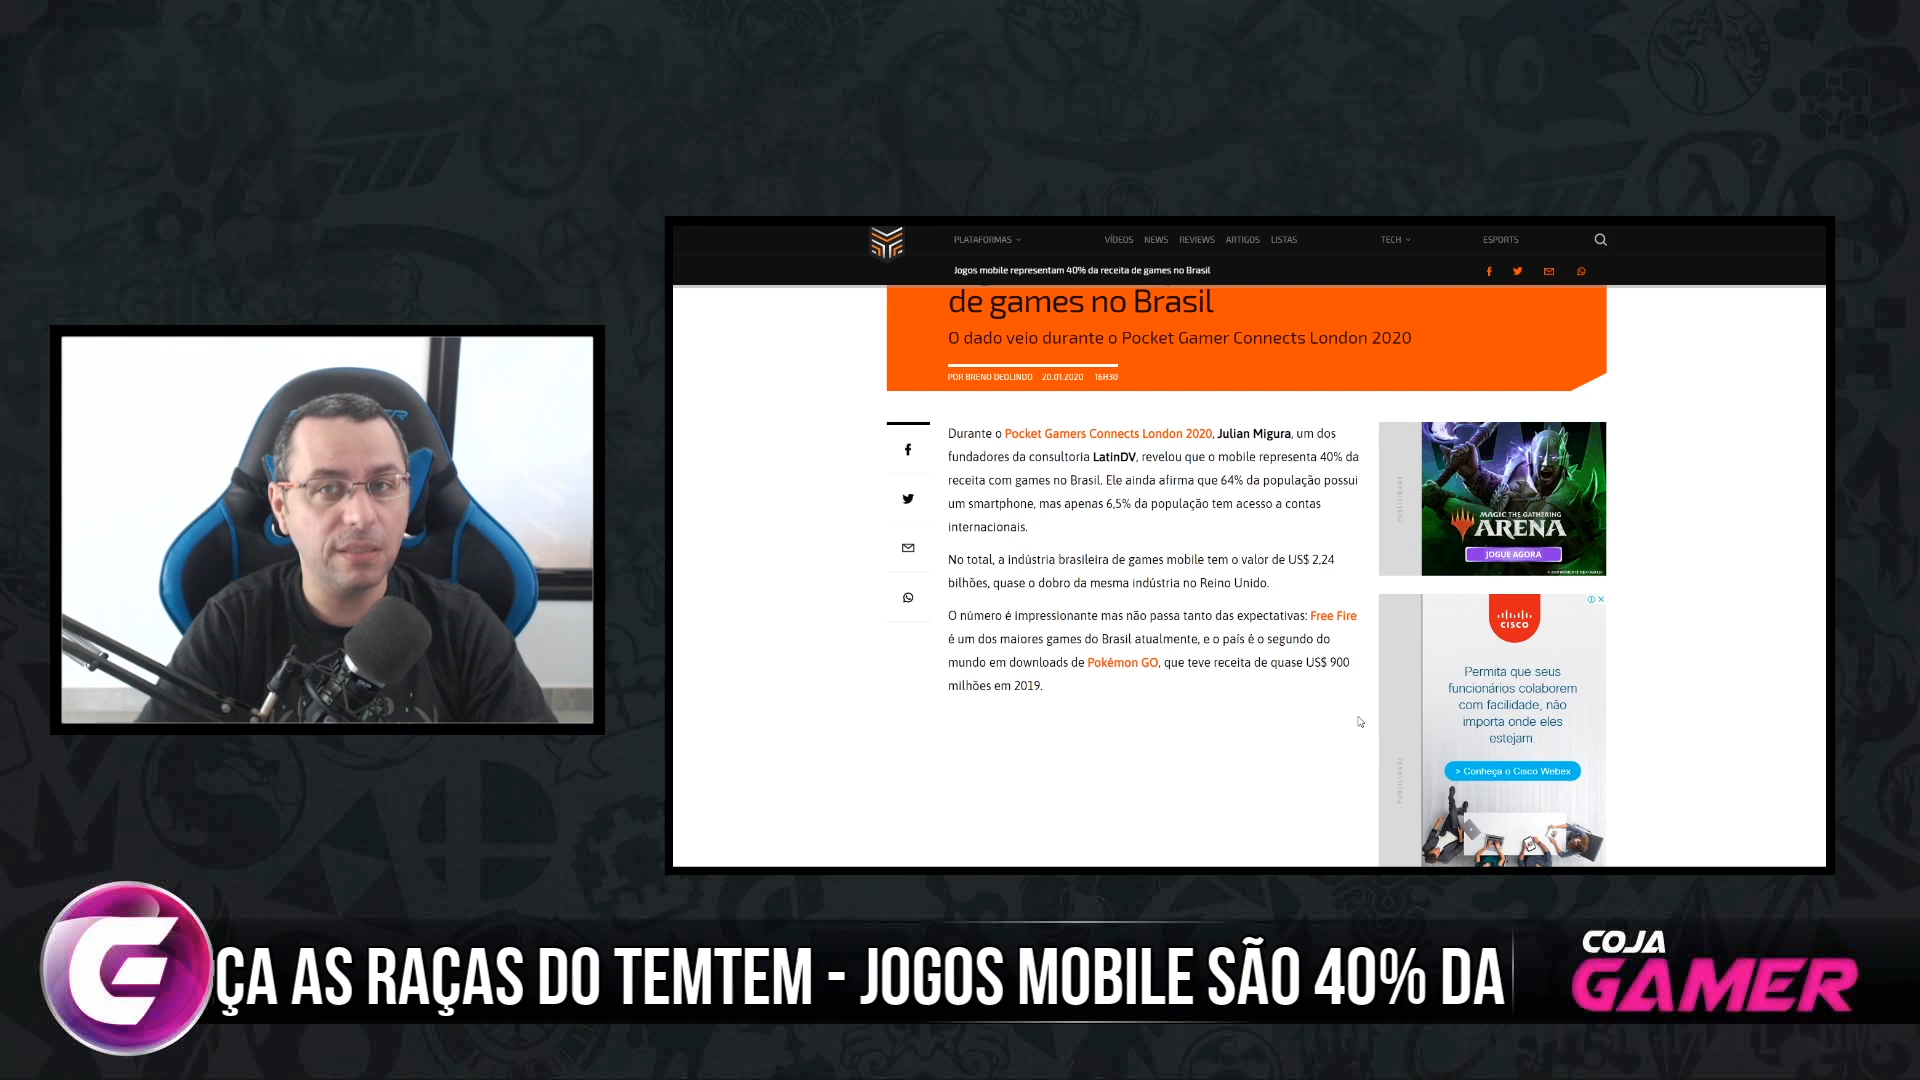 PLATAFORMAS
VÍDEOS NEWS REVIEWS ARTIGOS LISTAS
TECH
ESPORTS
Jogos mobile representam 40% da receita de games no Brasil
de games no Brasil
O dado veio durante o Pocket Gamer Connects London 2020
POR BRENO DEOLINDO 20.01.2020 16H30
Durante o Pocket Gamers Connects London 2020, Julian Migura, um dos
fundadores da consultoria LatinDV, revelou que o mobile representa 40% da
receita com games no Brasil. Ele ainda afirma que 64% da população possui
um smartphone, mas apenas 6,5% da população tem acesso a contas
internacionais.
No total, a indústria brasileira de games mobile tem o valor de US$ 2,24
bilhões, quase o dobro da mesma indústria no Reino Unido.
O número é impressionante mas não passa tanto das expectativas: Free Fire
é um dos maiores games do Brasil atualmente, e o país é o segundo do
mundo em downloads de Pokémon GO, que teve receita de quase US$ 900
milhões em 2019.
PUBLICIDADE
MAGIC THE GATHERING
ARENA
JOGUE AGORA
PUBLICIDADE
CISCO
Permita que seus
funcionários colaborem
com facilidade, não
importa onde eles
estejam.
> Conheça o Cisco Webex
ÇA AS RAÇAS DO TEMTEM - JOGOS MOBILE SÃO 40% DA
COJA
GAMER